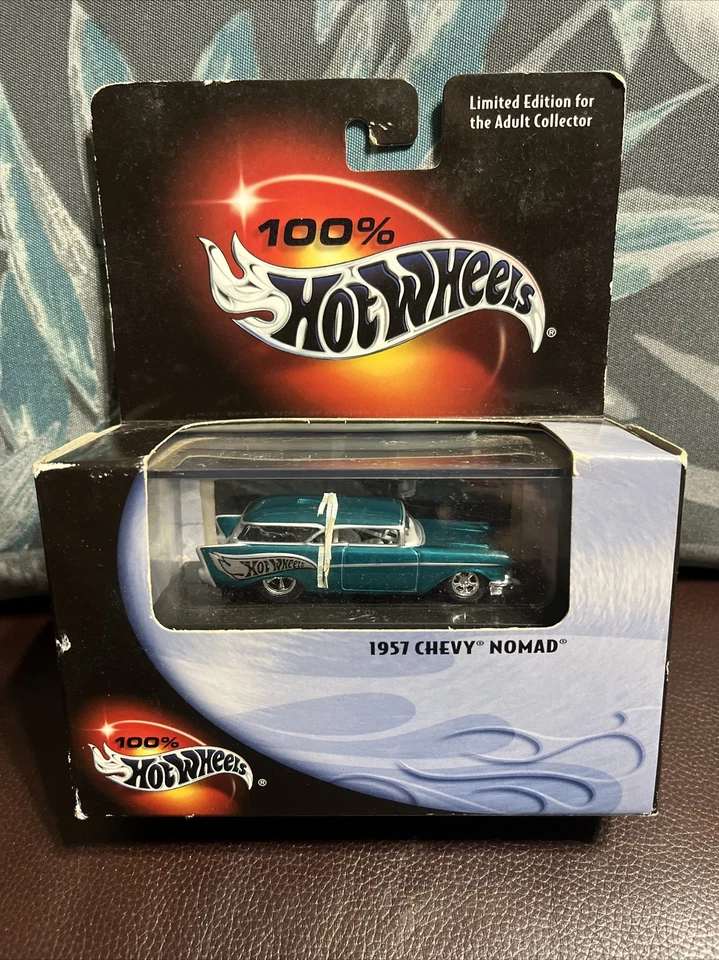 Limited Edition for
the Adult Collector
100%
Hot Wheels®
Hot Wheels
1957 CHEVY® NOMAD®
100%
Hot Wheels®